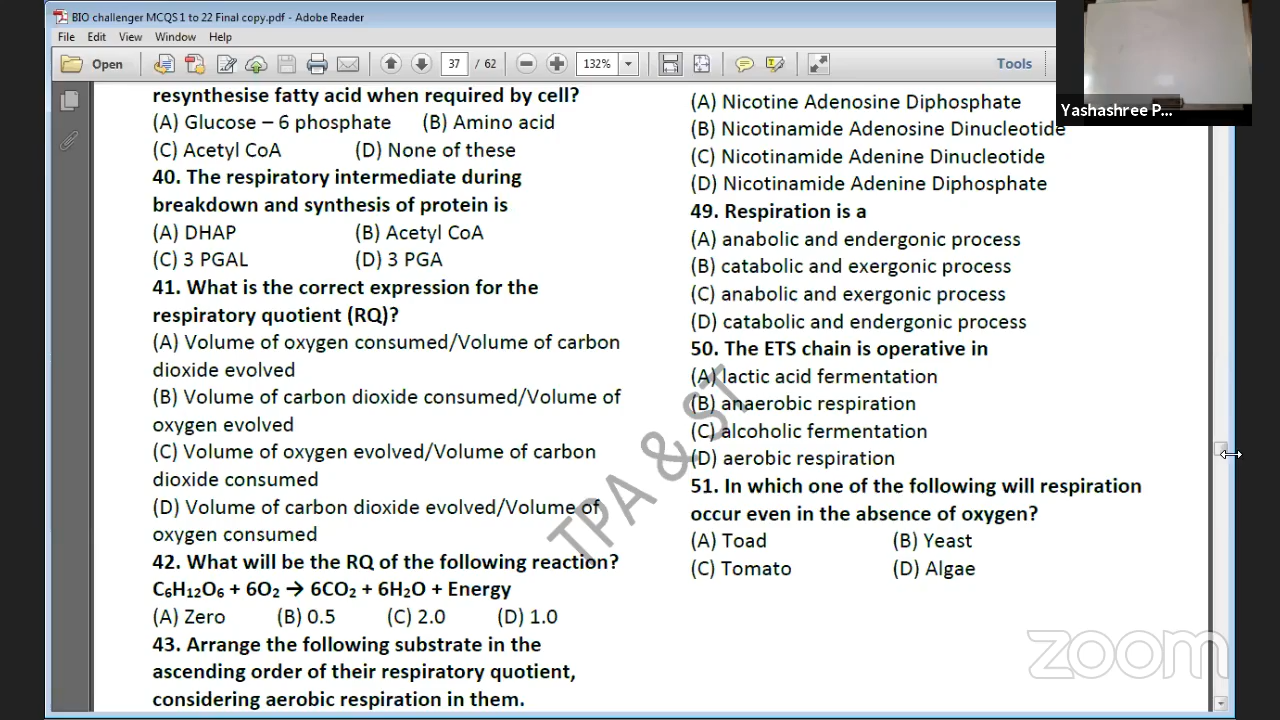 BIO challenger MCQS 1 to 22 Final copy.pdf - Adobe Reader
File Edit View Window Help
Open 37 / 62 132% Tools
Yashashree P...
resynthesise fatty acid when required by cell?
(A) Glucose – 6 phosphate (B) Amino acid
(C) Acetyl CoA (D) None of these
40. The respiratory intermediate during
breakdown and synthesis of protein is
(A) DHAP (B) Acetyl CoA
(C) 3 PGAL (D) 3 PGA
41. What is the correct expression for the
respiratory quotient (RQ)?
(A) Volume of oxygen consumed/Volume of carbon
dioxide evolved
(B) Volume of carbon dioxide consumed/Volume of
oxygen evolved
(C) Volume of oxygen evolved/Volume of carbon
dioxide consumed
(D) Volume of carbon dioxide evolved/Volume of
oxygen consumed
42. What will be the RQ of the following reaction?
C₆H₁₂O₆ + 6O₂ → 6CO₂ + 6H₂O + Energy
(A) Zero (B) 0.5 (C) 2.0 (D) 1.0
43. Arrange the following substrate in the
ascending order of their respiratory quotient,
considering aerobic respiration in them.
(A) Nicotine Adenosine Diphosphate
(B) Nicotinamide Adenosine Dinucleotide
(C) Nicotinamide Adenine Dinucleotide
(D) Nicotinamide Adenine Diphosphate
49. Respiration is a
(A) anabolic and endergonic process
(B) catabolic and exergonic process
(C) anabolic and exergonic process
(D) catabolic and endergonic process
50. The ETS chain is operative in
(A) lactic acid fermentation
(B) anaerobic respiration
(C) alcoholic fermentation
(D) aerobic respiration
51. In which one of the following will respiration
occur even in the absence of oxygen?
(A) Toad (B) Yeast
(C) Tomato (D) Algae
TPA & ST
zoom